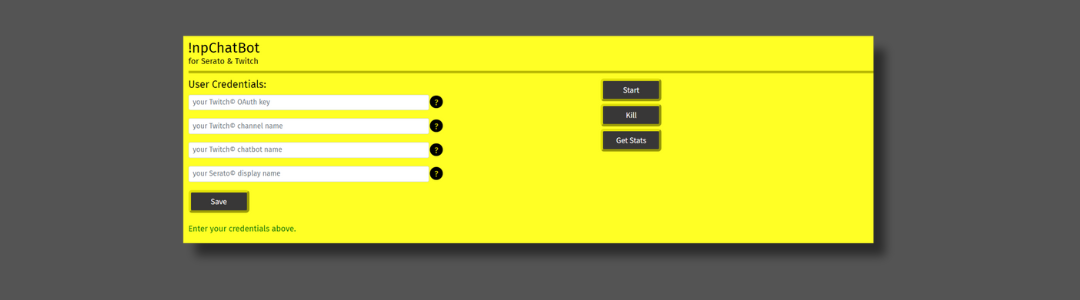 !npChatBot
for Serato & Twitch
User Credentials:
your Twitch© OAuth key
?
your Twitch© channel name
?
your Twitch© chatbot name
?
your Serato© display name
?
Save
Enter your credentials above.
Start
Kill
Get Stats